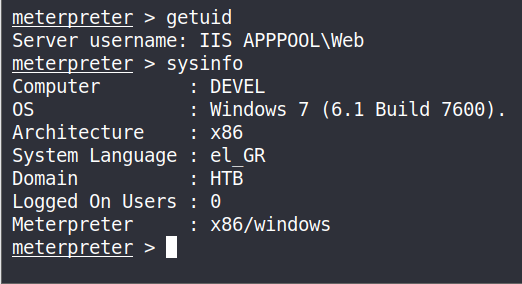 meterpreter > getuid
Server username: IIS APPPOOL\Web
meterpreter > sysinfo
Computer        : DEVEL
OS              : Windows 7 (6.1 Build 7600).
Architecture    : x86
System Language : el_GR
Domain          : HTB
Logged On Users : 0
Meterpreter     : x86/windows
meterpreter >